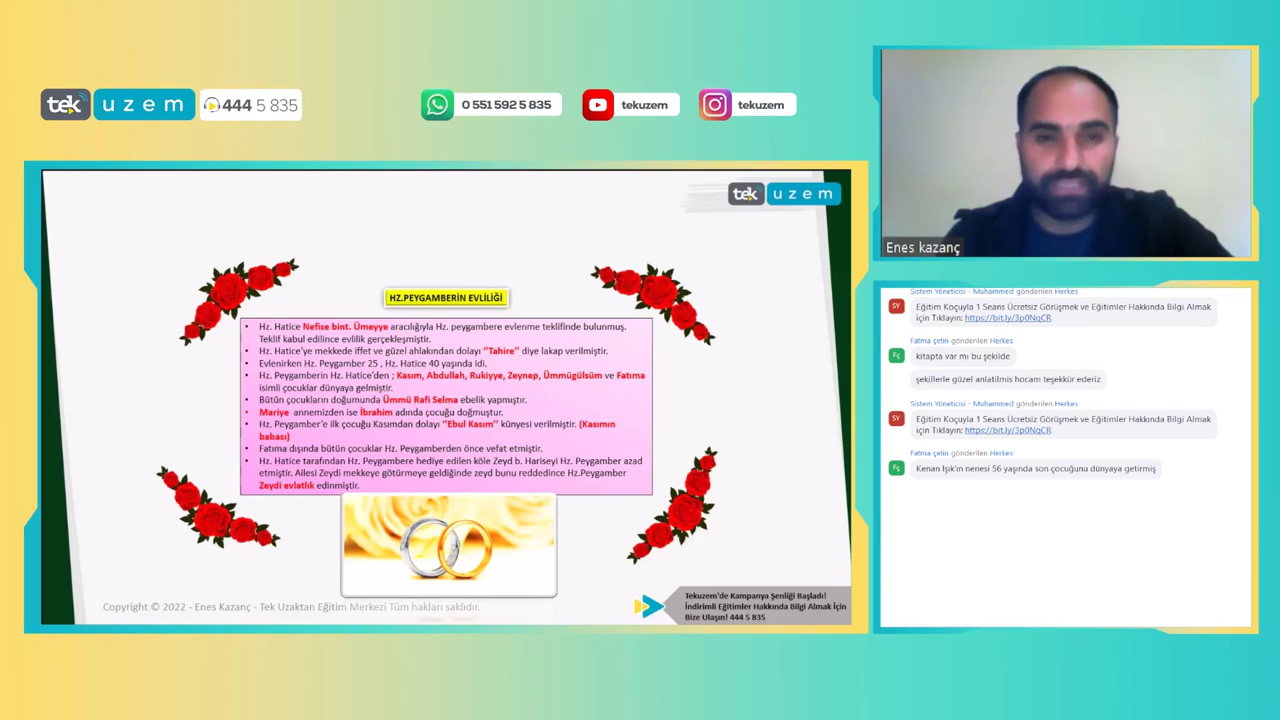 tek uzem 444 5 835
0 551 592 5 835
tekuzem
tekuzem
tek uzem
HZ.PEYGAMBERİN EVLİLİĞİ
• Hz. Hatice Nefise bint. Ümeyye aracılığıyla Hz. peygambere evlenme teklifinde bulunmuş.
Teklif kabul edilince evlilik gerçekleşmiştir.
• Hz. Hatice'ye mekkede iffet ve güzel ahlakından dolayı ''Tahire'' diye lakap verilmiştir.
• Evlenirken Hz. Peygamber 25 , Hz. Hatice 40 yaşında idi.
• Hz. Peygamberin Hz. Hatice'den ; Kasım, Abdullah, Rukiyye, Zeynep, Ümmügülsüm ve Fatıma
isimli çocuklar dünyaya gelmiştir.
• Bütün çocukların doğumunda Ümmü Rafi Selma ebelik yapmıştır.
• Mariye annemizden ise İbrahim adında çocuğu doğmuştur.
• Hz. Peygamber'e ilk çocuğu Kasımdan dolayı ''Ebul Kasım'' künyesi verilmiştir. (Kasımın
babası)
• Fatıma dışında bütün çocuklar Hz. Peygamberden önce vefat etmiştir.
• Hz. Hatice tarafından Hz. Peygambere hediye edilen köle Zeyd b. Hariseyi Hz. Peygamber azad
etmiştir. Ailesi Zeydi mekkeye götürmeye geldiğinde zeyd bunu reddedince Hz.Peygamber
Zeydi evlatlık edinmiştir.
Copyright © 2022 - Enes Kazanç - Tek Uzaktan Eğitim Merkezi Tüm hakları saklıdır.
Tekuzem'de Kampanya Şenliği Başladı!
İndirimli Eğitimler Hakkında Bilgi Almak İçin
Bize Ulaşın! 444 5 835
Enes kazanç
Sistem Yöneticisi - Muhammed gönderilen Herkes
SY
Eğitim Koçuyla 1 Seans Ücretsiz Görüşmek ve Eğitimler Hakkında Bilgi Almak
için Tıklayın: https://bit.ly/3p0NqCR
Fatma çetin gönderilen Herkes
Fç
kitapta var mı bu şekilde
şekillerle güzel anlatilmis hocam teşekkür ederiz
Sistem Yöneticisi - Muhammed gönderilen Herkes
SY
Eğitim Koçuyla 1 Seans Ücretsiz Görüşmek ve Eğitimler Hakkında Bilgi Almak
için Tıklayın: https://bit.ly/3p0NqCR
Fatma çetin gönderilen Herkes
Fç
Kenan Işık'ın nenesi 56 yaşında son çocuğunu dünyaya getirmiş